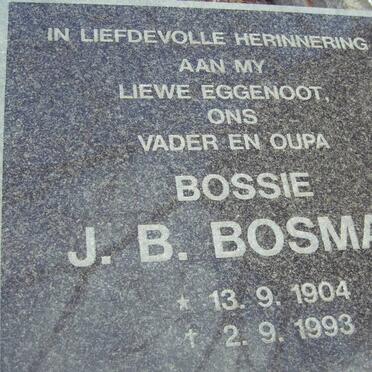 IN LIEFDEVOLLE HERINNERING
AAN MY
LIEWE EGGENOOT,
ONS
VADER EN OUPA
BOSSIE
J. B. BOSMA
★ 13. 9. 1904
† 2. 9. 1993